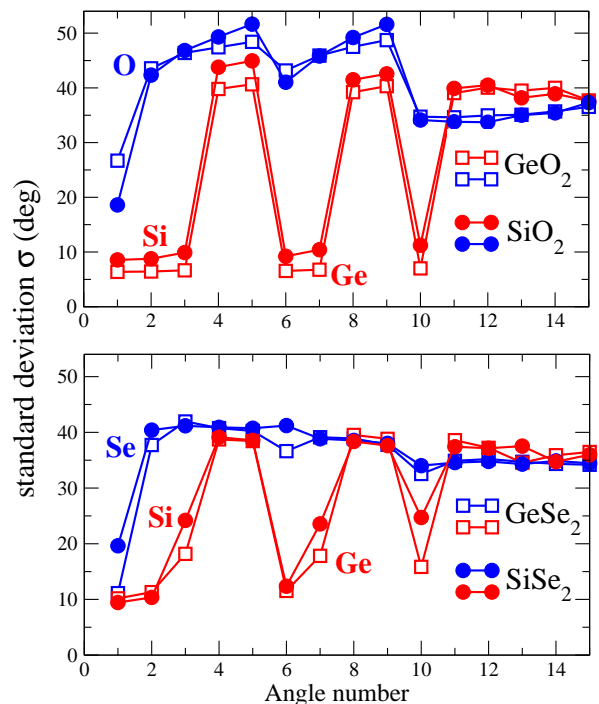 standard deviation σ (deg)
50
40
30
20
10
0
O
Si
Ge
GeO2
SiO2
0 2 4 6 8 10 12 14
50
40
30
20
10
0
Se
Si
Ge
GeSe2
SiSe2
0 2 4 6 8 10 12 14
Angle number